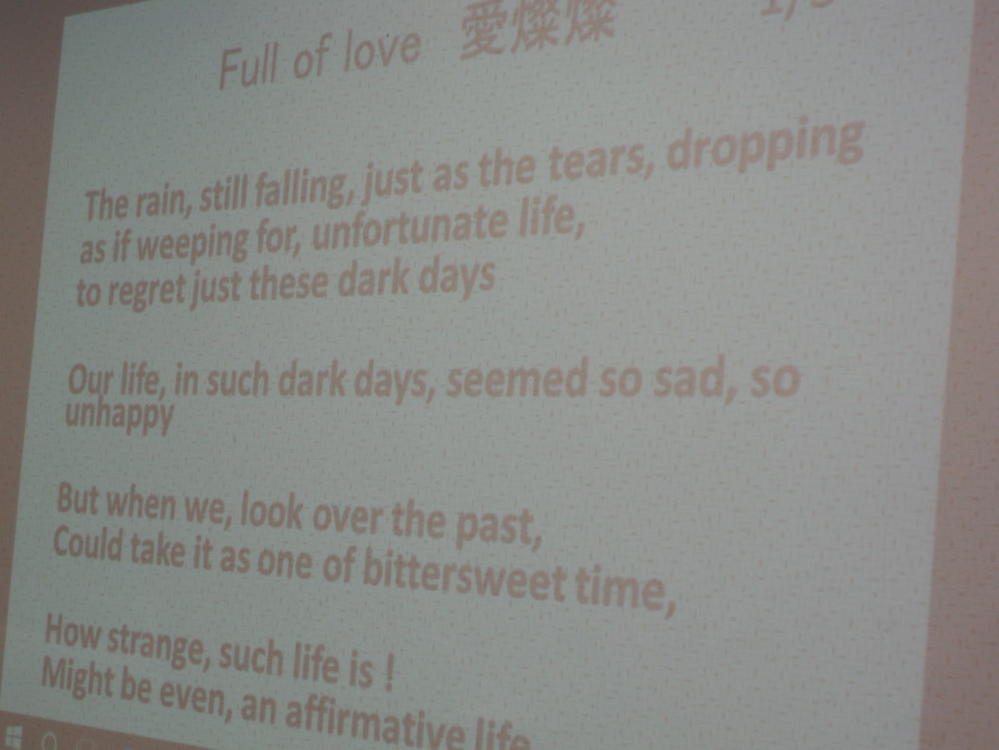 Full of love 愛燦燦
The rain, still falling, just as the tears, dropping
as if weeping for, unfortunate life,
to regret just these dark days
Our life, in such dark days, seemed so sad, so
unhappy
But when we, look over the past,
Could take it as one of bittersweet time,
How strange, such life is !
Might be even, an affirmative life